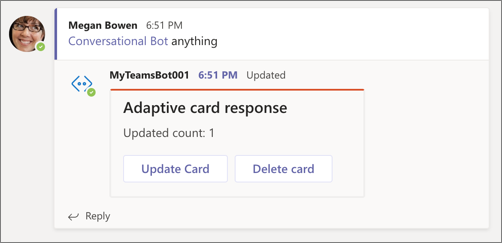 Megan Bowen 6:51 PM
Conversational Bot anything
MyTeamsBot001 6:51 PM Updated
Adaptive card response
Updated count: 1
Update Card Delete card
Reply